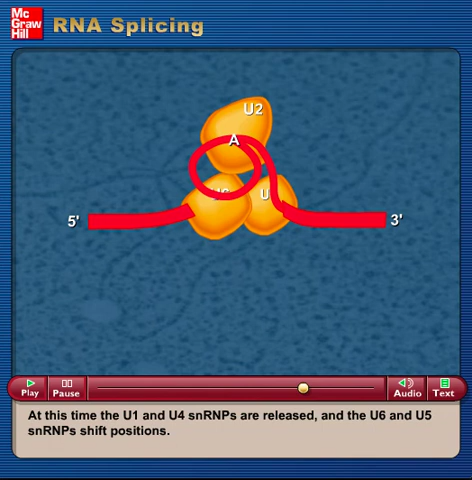 Mc
Graw
Hill
RNA Splicing
U2
A
5'
3'
Play
Pause
Audio
Text
At this time the U1 and U4 snRNPs are released, and the U6 and U5
snRNPs shift positions.